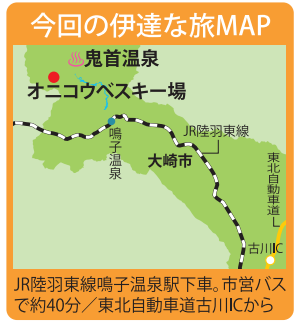 今回の伊達な旅MAP
鬼首温泉
オニコウベスキー場
JR陸羽東線
鳴子温泉
大崎市
東北自動車道
古川IC
JR陸羽東線鳴子温泉駅下車。市営バス
で約40分／東北自動車道古川ICから